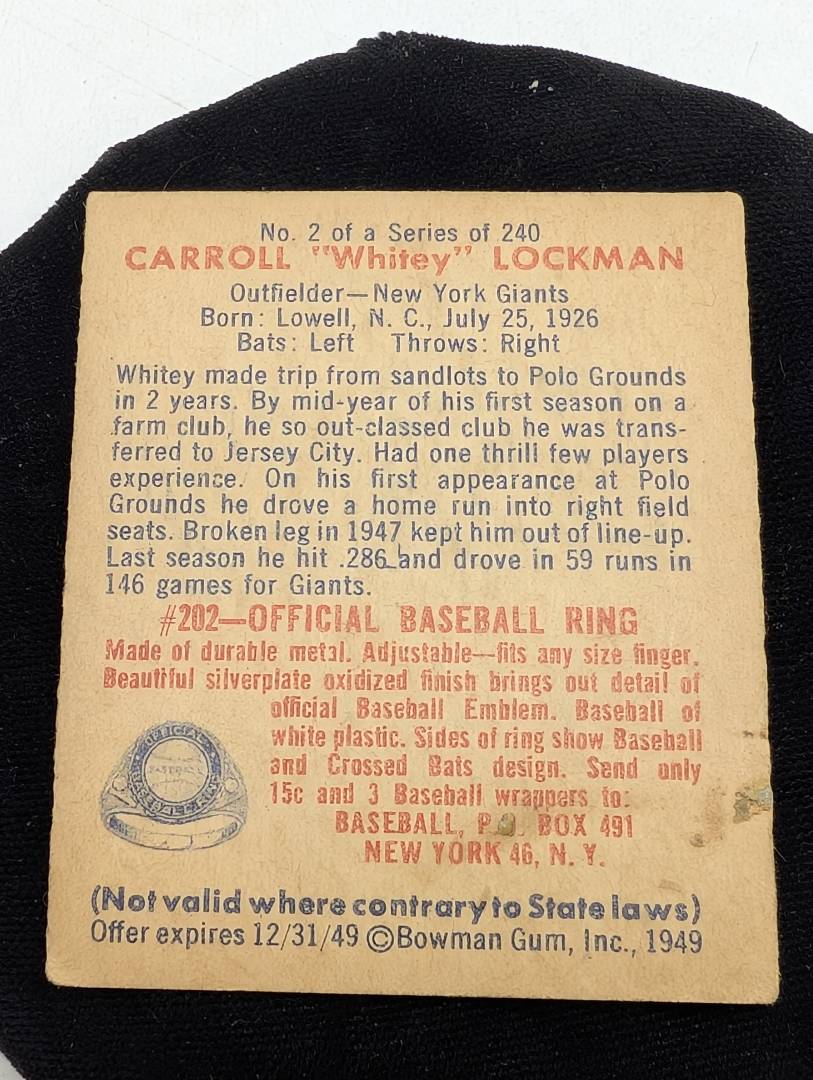 No. 2 of a Series of 240
CARROLL "Whitey" LOCKMAN
Outfielder—New York Giants
Born: Lowell, N. C., July 25, 1926
Bats: Left Throws: Right
Whitey made trip from sandlots to Polo Grounds
in 2 years. By mid-year of his first season on a
farm club, he so out-classed club he was trans-
ferred to Jersey City. Had one thrill few players
experience. On his first appearance at Polo
Grounds he drove a home run into right field
seats. Broken leg in 1947 kept him out of line-up.
Last season he hit .286 and drove in 59 runs in
146 games for Giants.
#202—OFFICIAL BASEBALL RING
Made of durable metal. Adjustable—fits any size finger.
Beautiful silverplate oxidized finish brings out detail of
official Baseball Emblem. Baseball of
white plastic. Sides of ring show Baseball
and Crossed Bats design. Send only
15c and 3 Baseball wrappers to:
BASEBALL, P.O. BOX 491
NEW YORK 46, N. Y.
OFFICIAL
BASEBALL
BASEBALL RING
(Not valid where contrary to State laws)
Offer expires 12/31/49 ©Bowman Gum, Inc., 1949